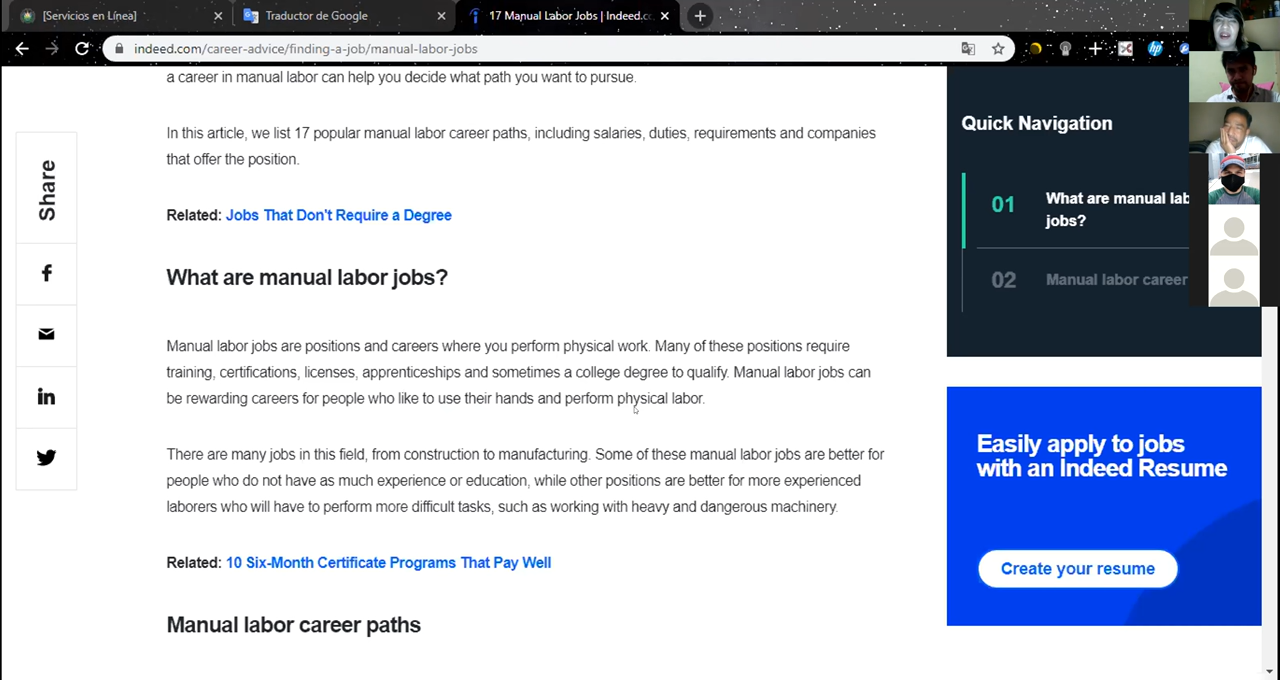 [Servicios en Línea]
Traductor de Google
17 Manual Labor Jobs | Indeed.c
indeed.com/career-advice/finding-a-job/manual-labor-jobs
a career in manual labor can help you decide what path you want to pursue.
In this article, we list 17 popular manual labor career paths, including salaries, duties, requirements and companies
that offer the position.
Related: Jobs That Don't Require a Degree
What are manual labor jobs?
Manual labor jobs are positions and careers where you perform physical work. Many of these positions require
training, certifications, licenses, apprenticeships and sometimes a college degree to qualify. Manual labor jobs can
be rewarding careers for people who like to use their hands and perform physical labor.
There are many jobs in this field, from construction to manufacturing. Some of these manual labor jobs are better for
people who do not have as much experience or education, while other positions are better for more experienced
laborers who will have to perform more difficult tasks, such as working with heavy and dangerous machinery.
Related: 10 Six-Month Certificate Programs That Pay Well
Manual labor career paths
Share
Quick Navigation
01 What are manual lab
jobs?
02 Manual labor career
Easily apply to jobs
with an Indeed Resume
Create your resume